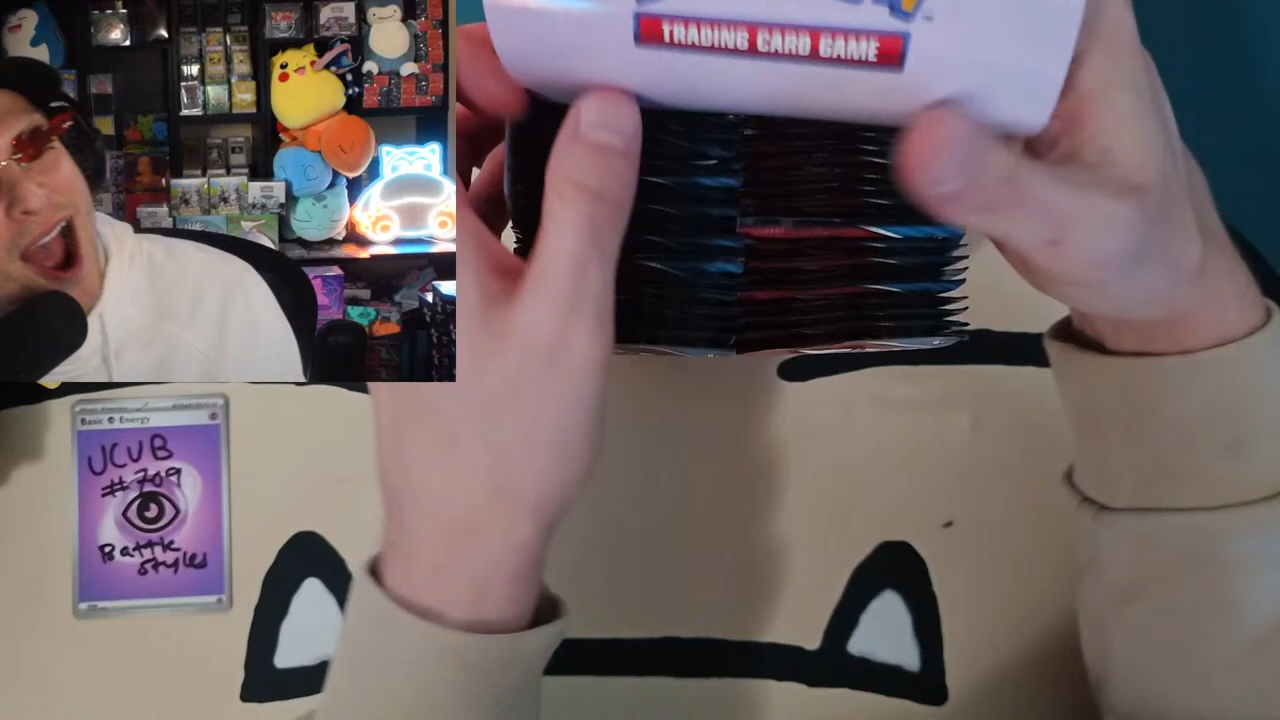 TRADING CARD GAME
Basic Energy
UCUB
#709
Battle
styles